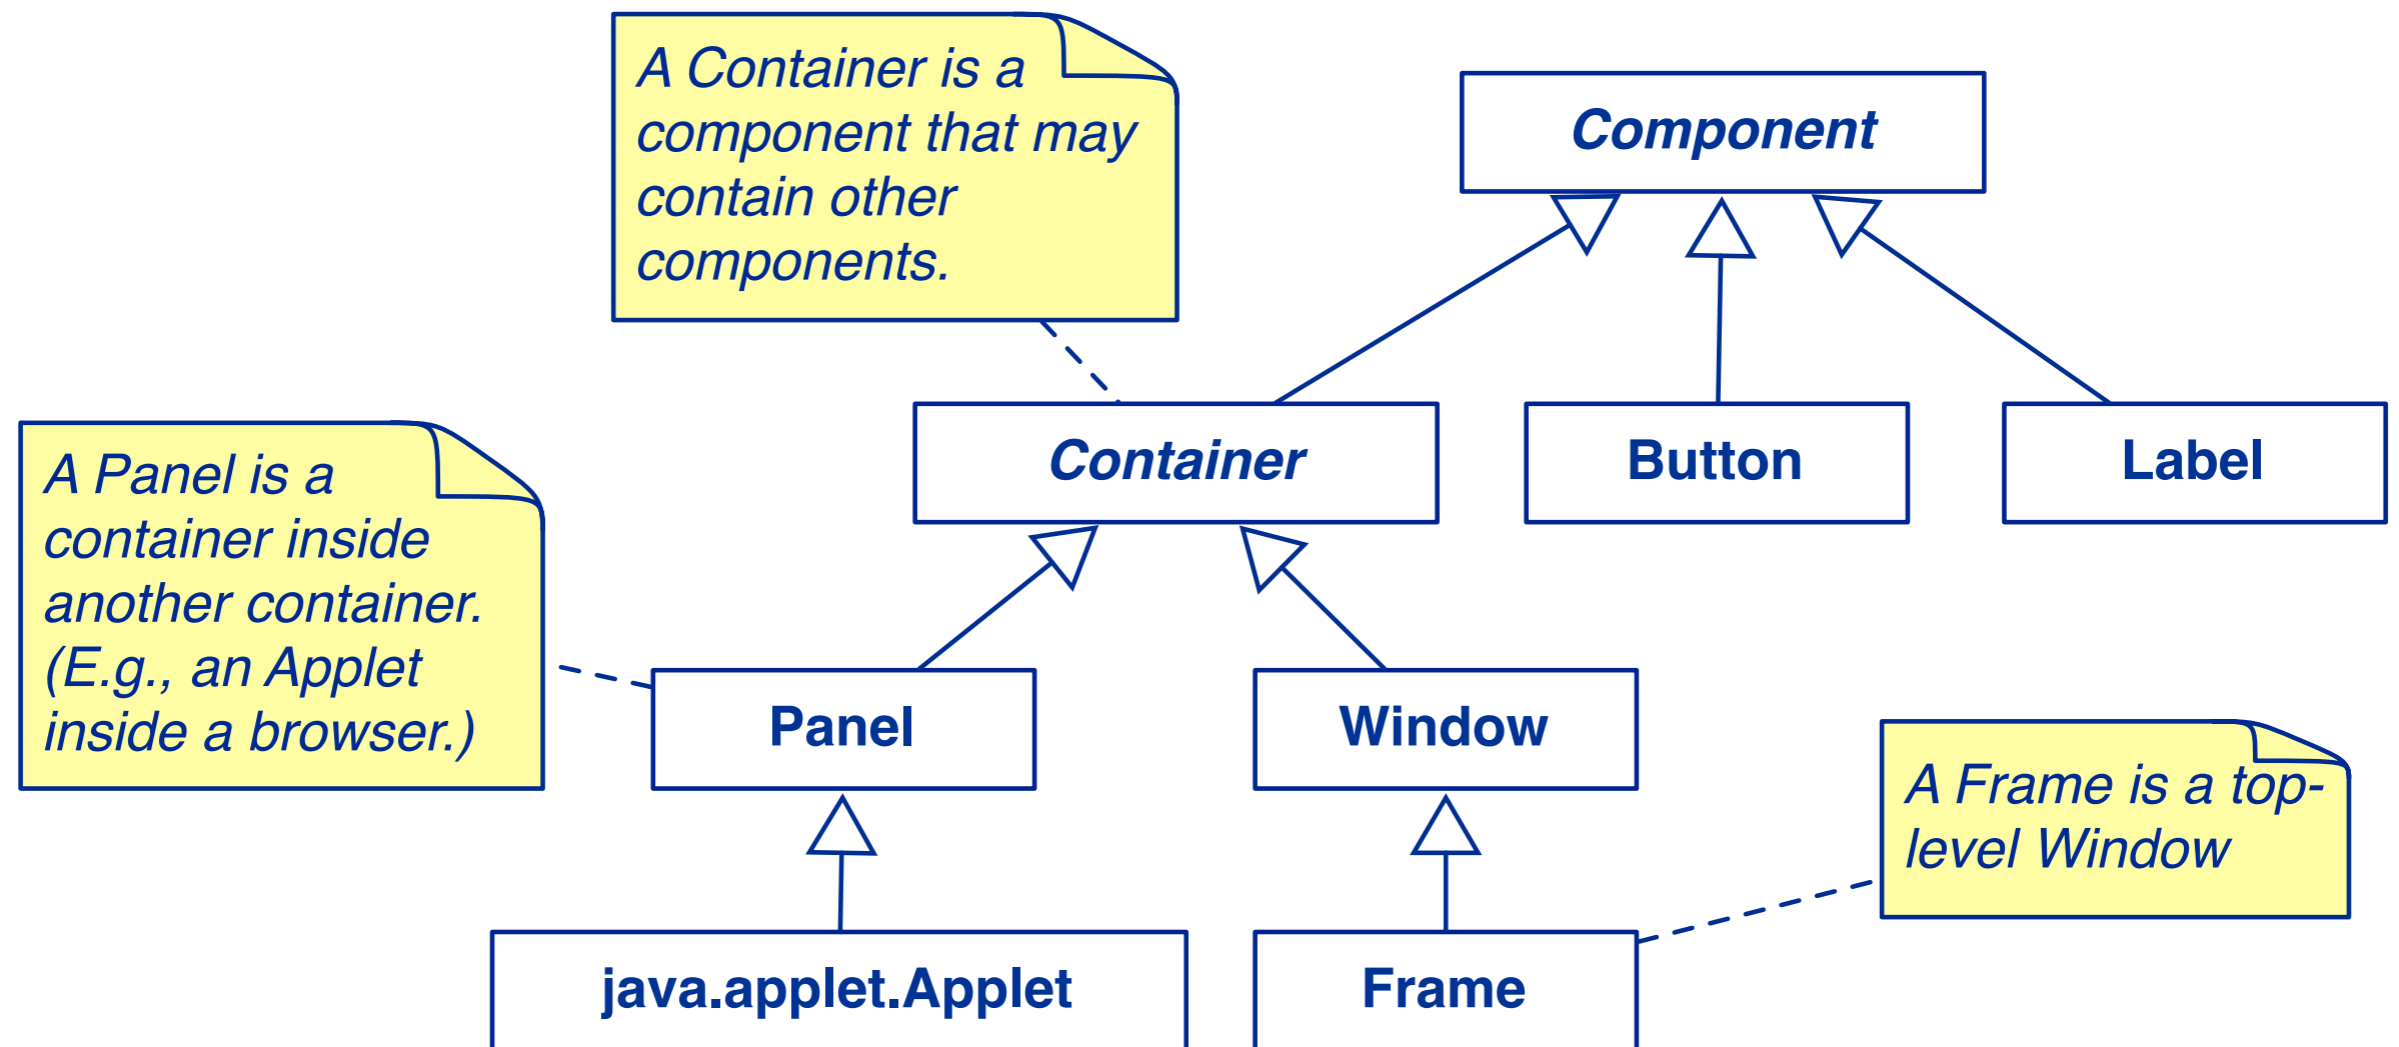 A Container is a
component that may
contain other
components.
Component
Container
Button
Label
A Panel is a
container inside
another container.
(E.g., an Applet
inside a browser.)
Panel
Window
A Frame is a top-
level Window
java.applet.Applet
Frame